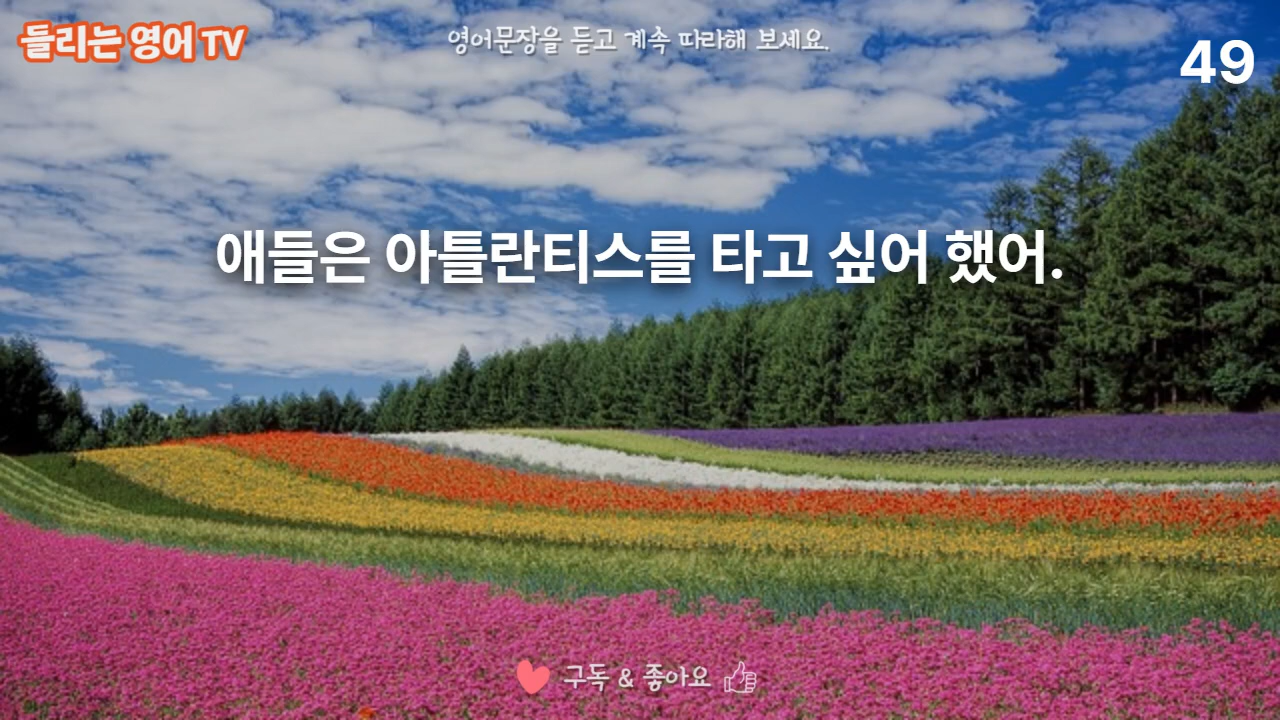 들리는 영어 TV
영어문장을 듣고 계속 따라해 보세요.
49
애들은 아틀란티스를 타고 싶어 했어.
구독 & 좋아요